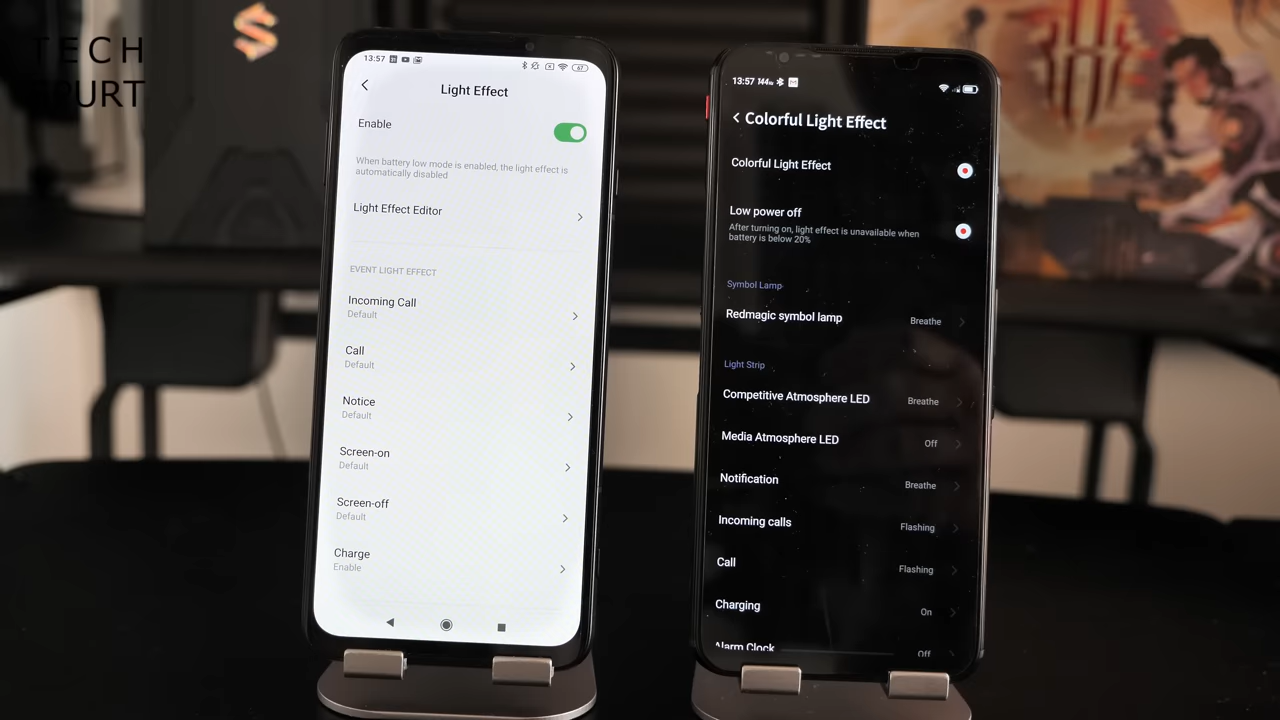 TECH
SPURT
13:57
67
Light Effect
Enable
When battery low mode is enabled, the light effect is
automatically disabled
Light Effect Editor
EVENT LIGHT EFFECT
Incoming Call
Default
Call
Default
Notice
Default
Screen-on
Default
Screen-off
Default
Charge
Enable
13:57 144Hz
Colorful Light Effect
Colorful Light Effect
Low power off
After turning on, light effect is unavailable when
battery is below 20%
Symbol Lamp
Redmagic symbol lamp Breathe
Light Strip
Competitive Atmosphere LED Breathe
Media Atmosphere LED Off
Notification Breathe
Incoming calls Flashing
Call Flashing
Charging On
Alarm Clock Off